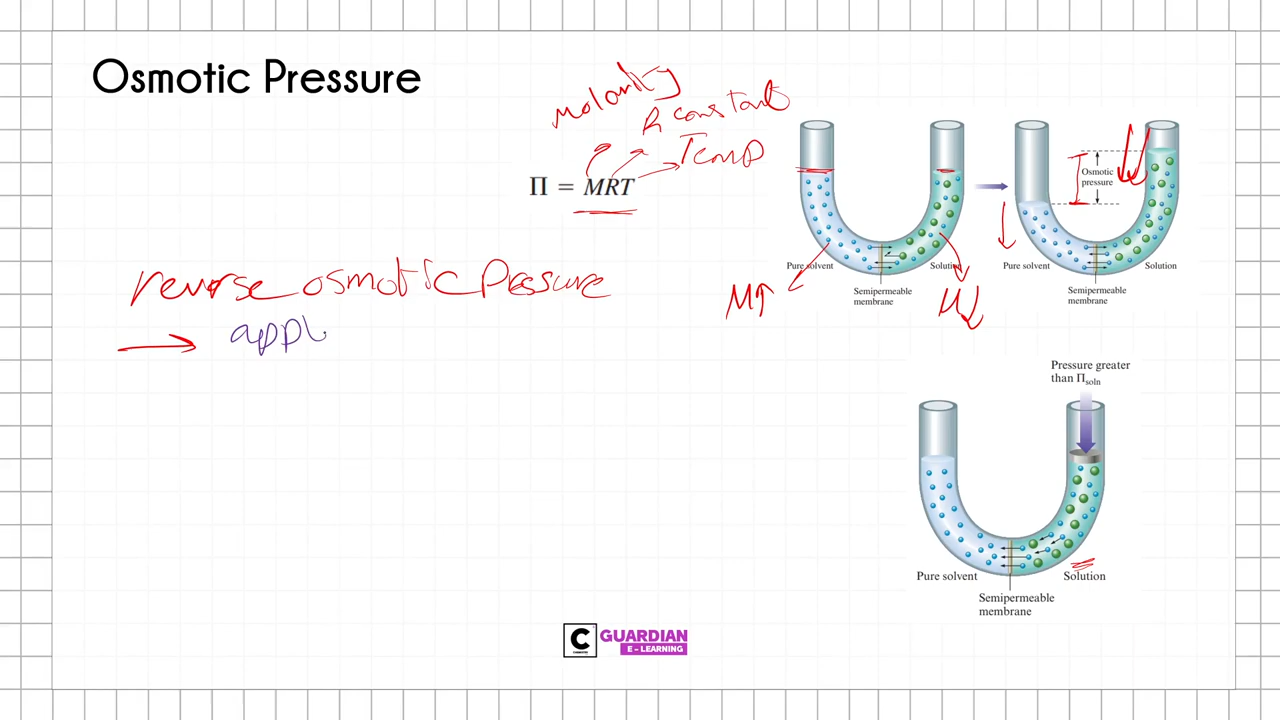 Osmotic Pressure
molarity
R constant
Temp
Π = MRT
Osmotic
pressure
Pure solvent
Solution
Semipermeable
membrane
Pure solvent
Solution
Semipermeable
membrane
M↑
reverse osmotic Pressure
→ appl
Pressure greater
than Πsoln
Pure solvent
Solution
Semipermeable
membrane
C
GUARDIAN
E - LEARNING